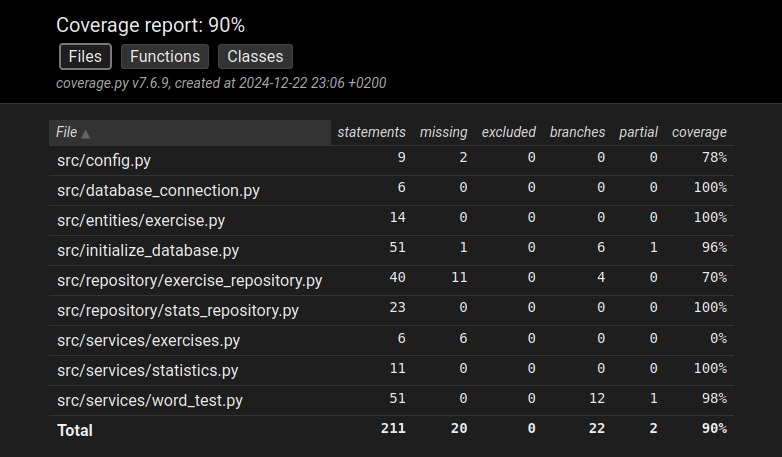 Coverage report: 90%
Files Functions Classes
coverage.py v7.6.9, created at 2024-12-22 23:06 +0200
File ▲ statements missing excluded branches partial coverage
src/config.py 9 2 0 0 0 78%
src/database_connection.py 6 0 0 0 0 100%
src/entities/exercise.py 14 0 0 0 0 100%
src/initialize_database.py 51 1 0 6 1 96%
src/repository/exercise_repository.py 40 11 0 4 0 70%
src/repository/stats_repository.py 23 0 0 0 0 100%
src/services/exercises.py 6 6 0 0 0 0%
src/services/statistics.py 11 0 0 0 0 100%
src/services/word_test.py 51 0 0 12 1 98%
Total 211 20 0 22 2 90%